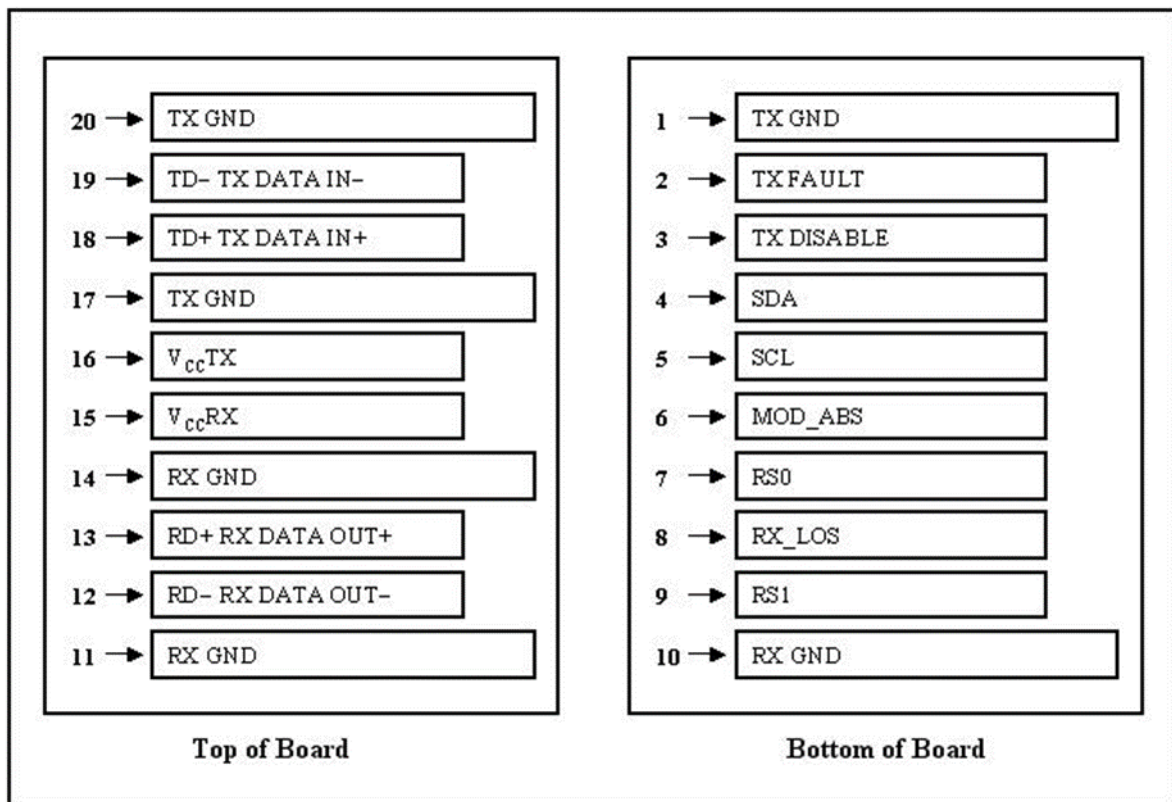 20 TX GND
19 TD− TX DATA IN−
18 TD+ TX DATA IN+
17 TX GND
16 VCCTX
15 VCCRX
14 RX GND
13 RD+ RX DATA OUT+
12 RD− RX DATA OUT−
11 RX GND
Top of Board
1 TX GND
2 TX FAULT
3 TX DISABLE
4 SDA
5 SCL
6 MOD_ABS
7 RS0
8 RX_LOS
9 RS1
10 RX GND
Bottom of Board